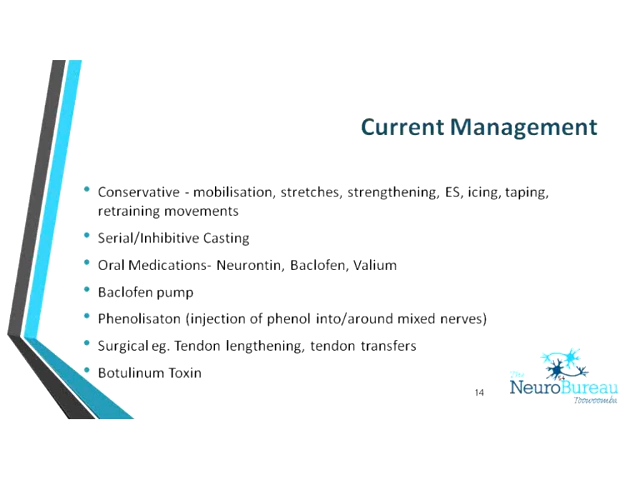 Current Management
• Conservative - mobilisation, stretches, strengthening, ES, icing, taping,
retraining movements
• Serial/Inhibitive Casting
• Oral Medications- Neurontin, Baclofen, Valium
• Baclofen pump
• Phenolisaton (injection of phenol into/around mixed nerves)
• Surgical eg. Tendon lengthening, tendon transfers
• Botulinum Toxin
14
The
NeuroBureau
Toowoomba